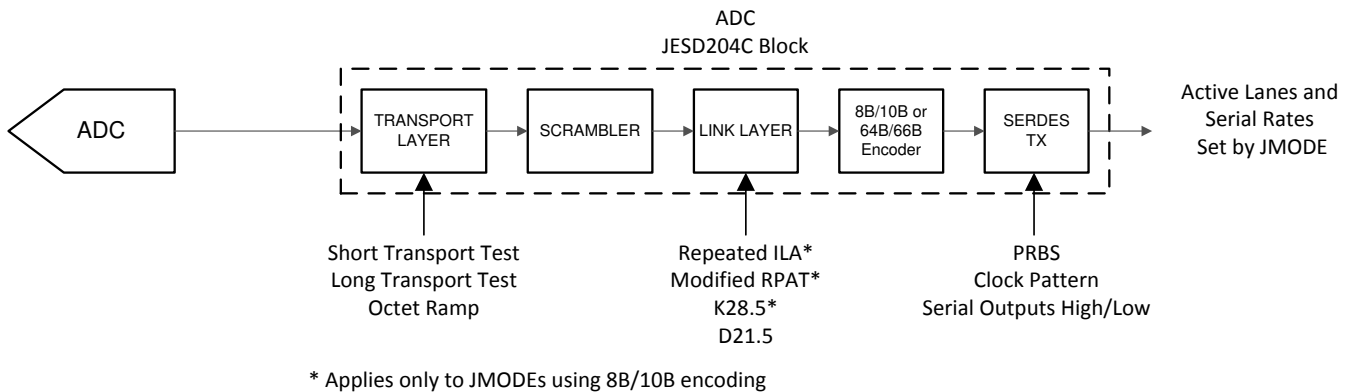 ADC
JESD204C Block
ADC
TRANSPORT
LAYER
SCRAMBLER
LINK LAYER
8B/10B or
64B/66B
Encoder
SERDES
TX
Active Lanes and
Serial Rates
Set by JMODE
Short Transport Test
Long Transport Test
Octet Ramp
Repeated ILA*
Modified RPAT*
K28.5*
D21.5
PRBS
Clock Pattern
Serial Outputs High/Low
* Applies only to JMODEs using 8B/10B encoding